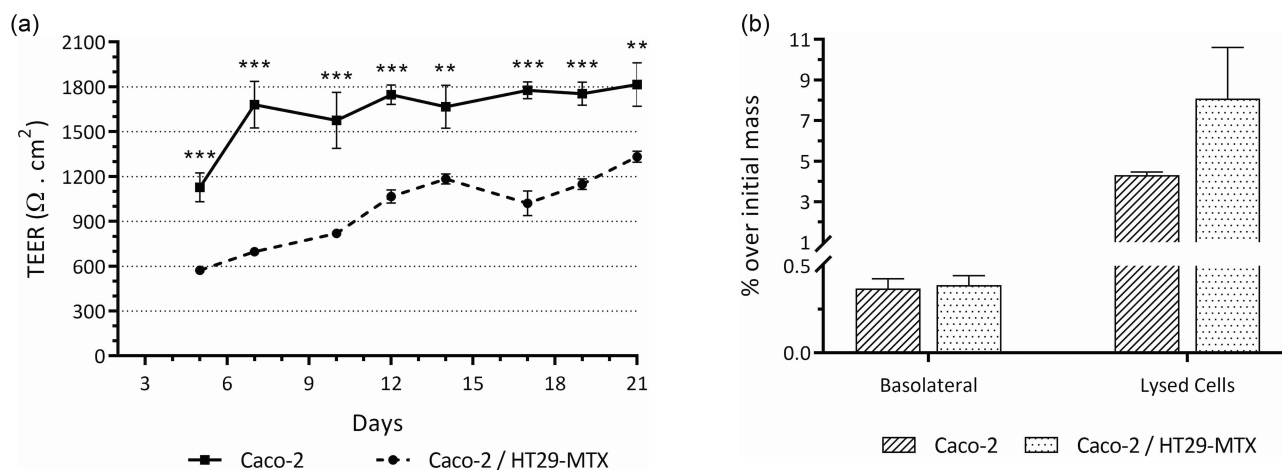 (a)
TEER (Ω . cm²)
2100
1800
1500
1200
900
600
300
0
***
***
***
***
**
***
***
**
3 6 9 12 15 18 21
Days
Caco-2 Caco-2 / HT29-MTX
(b)
% over initial mass
11
9
7
5
3
1
0.5
0.0
Basolateral Lysed Cells
Caco-2 Caco-2 / HT29-MTX